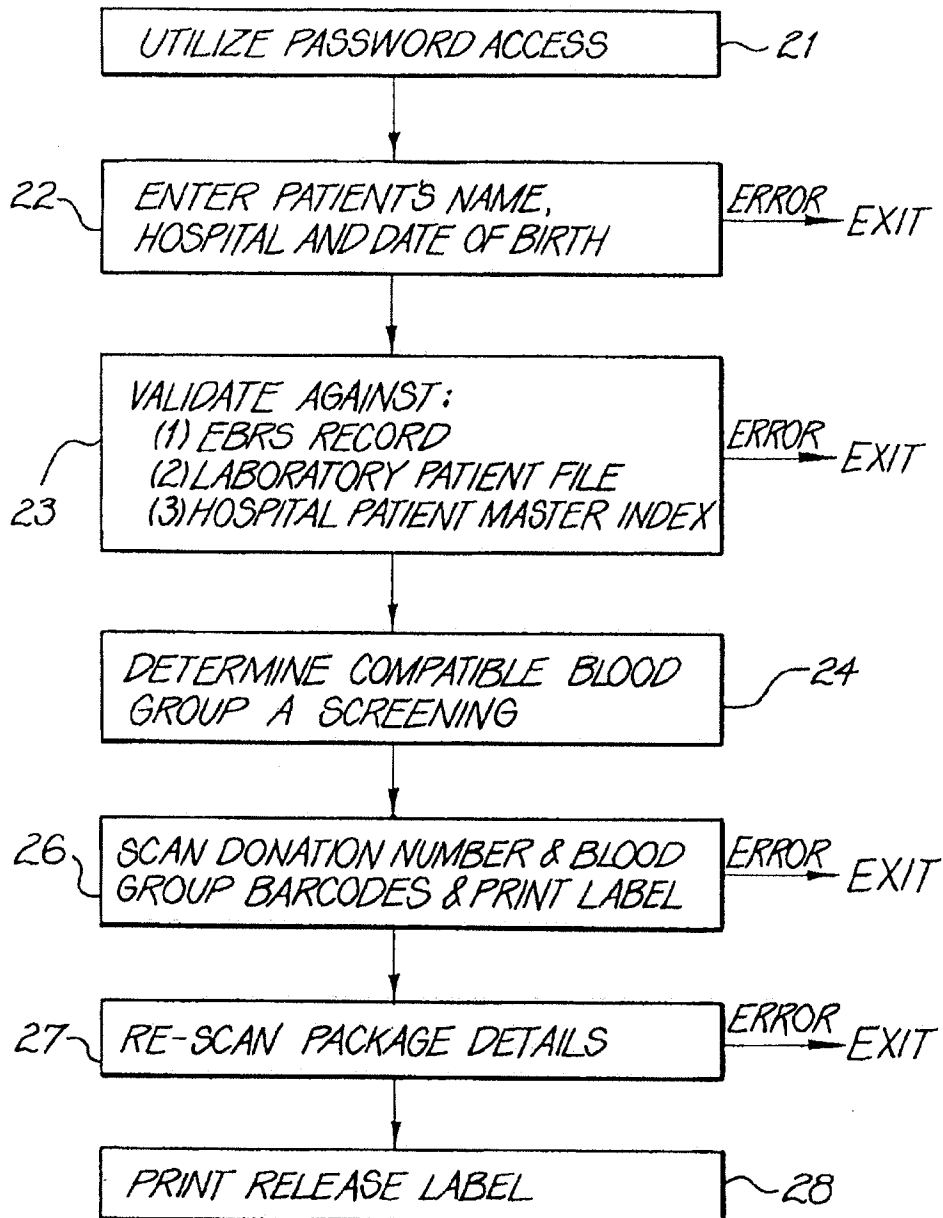 UTILIZE PASSWORD ACCESS
21
22
ENTER PATIENT'S NAME,
HOSPITAL AND DATE OF BIRTH
ERROR
EXIT
23
VALIDATE AGAINST:
(1) EBRS RECORD
(2) LABORATORY PATIENT FILE
(3) HOSPITAL PATIENT MASTER INDEX
ERROR
EXIT
DETERMINE COMPATIBLE BLOOD
GROUP A SCREENING
24
26
SCAN DONATION NUMBER & BLOOD
GROUP BARCODES & PRINT LABEL
ERROR
EXIT
27
RE-SCAN PACKAGE DETAILS
ERROR
EXIT
PRINT RELEASE LABEL
28